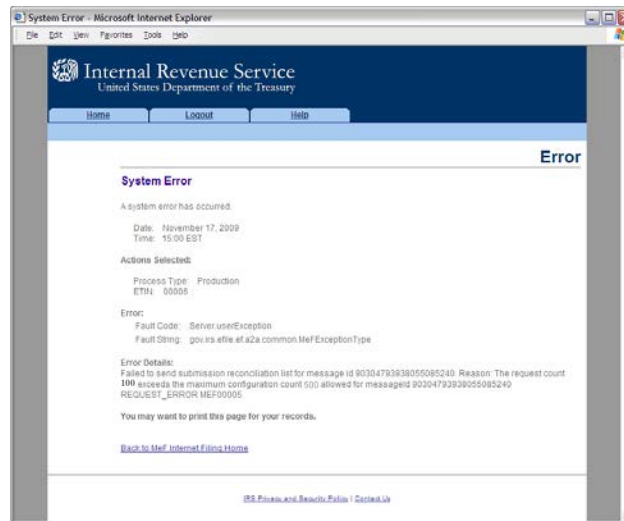 System Error - Microsoft Internet Explorer
File Edit View Favorites Tools Help
Internal Revenue Service
United States Department of the Treasury
Home Logout Help
Error
System Error
A system error has occurred.
Date: November 17, 2009
Time: 15:00 EST
Actions Selected:
Process Type: Production
ETIN: 00005
Error:
Fault Code: Server.userException
Fault String: gov.irs.efile.ef.a2a.common.MeFExceptionType
Error Details:
Failed to send submission reconciliation list for message id 90304793938055085240. Reason: The request count
100 exceeds the maximum configuration count 500 allowed for messageId 90304793938055085240
REQUEST_ERROR MEF00005
You may want to print this page for your records.
Back to MeF Internet Filing Home
IRS Privacy and Security Policy | Contact Us